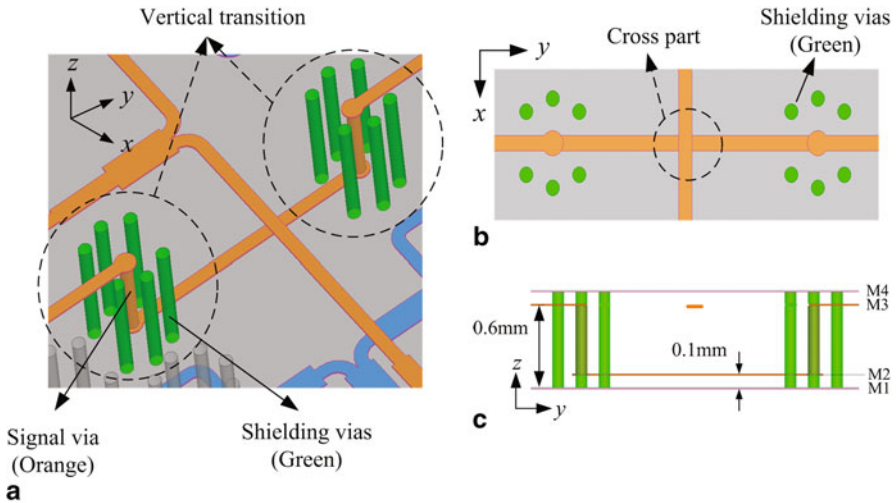 Vertical transition
z
y
x
Signal via
(Orange)
Shielding vias
(Green)
a
y
x
Cross part
Shielding vias
(Green)
b
M4
M3
0.6mm
0.1mm
z
M2
M1
y
c